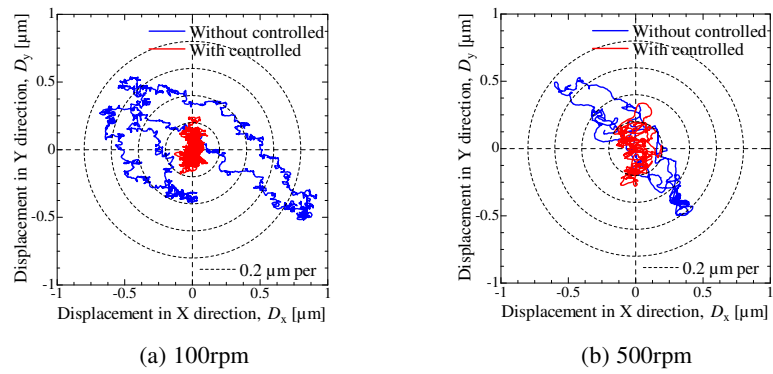 1
Without controlled
With controlled
0.5
0
-0.5
-1
-1
-0.5
0
0.5
1
0.2 µm per
Displacement in Y direction, Dy [µm]
Displacement in X direction, Dx [µm]
(a) 100rpm
1
Without controlled
With controlled
0.5
0
-0.5
-1
-1
-0.5
0
0.5
1
0.2 µm per
Displacement in Y direction, Dy [µm]
Displacement in X direction, Dx [µm]
(b) 500rpm